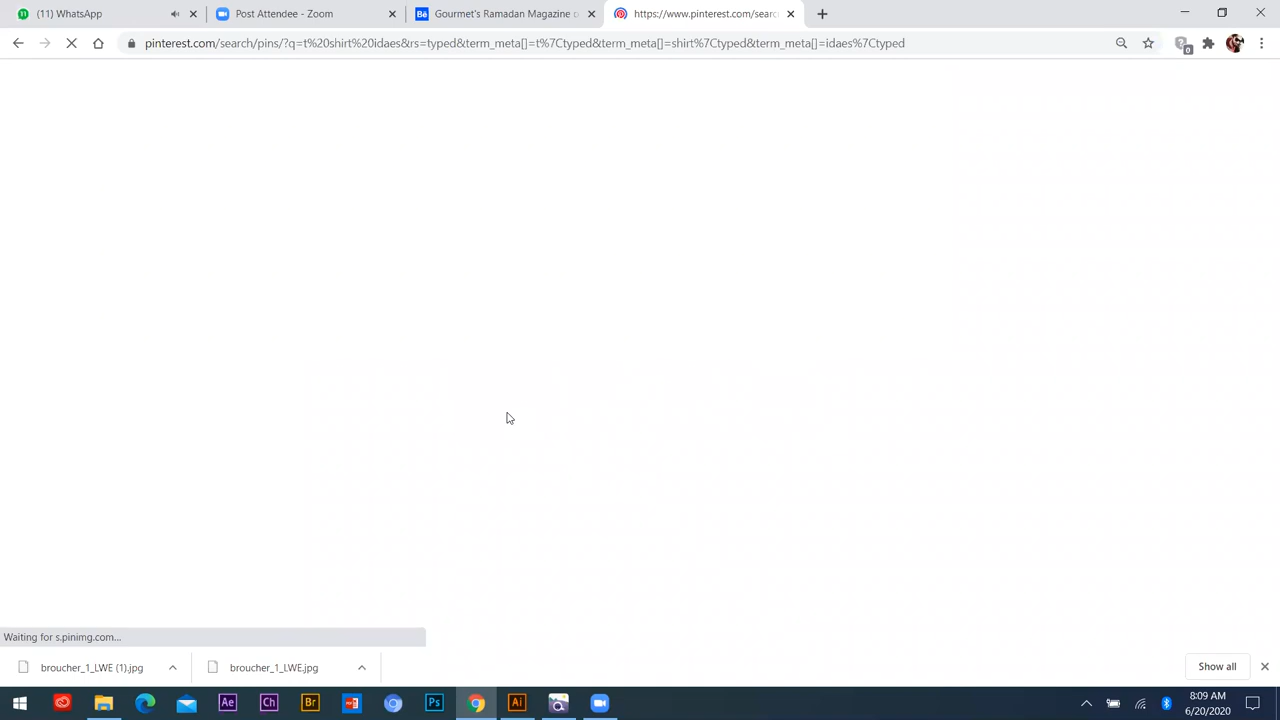 (11) WhatsApp
Post Attendee - Zoom
Gourmet's Ramadan Magazine o
https://www.pinterest.com/searc
pinterest.com/search/pins/?q=t%20shirt%20idaes&rs=typed&term_meta[]=t%7Ctyped&term_meta[]=shirt%7Ctyped&term_meta[]=idaes%7Ctyped
Waiting for s.pinimg.com...
broucher_1_LWE (1).jpg
broucher_1_LWE.jpg
Show all
8:09 AM
6/20/2020